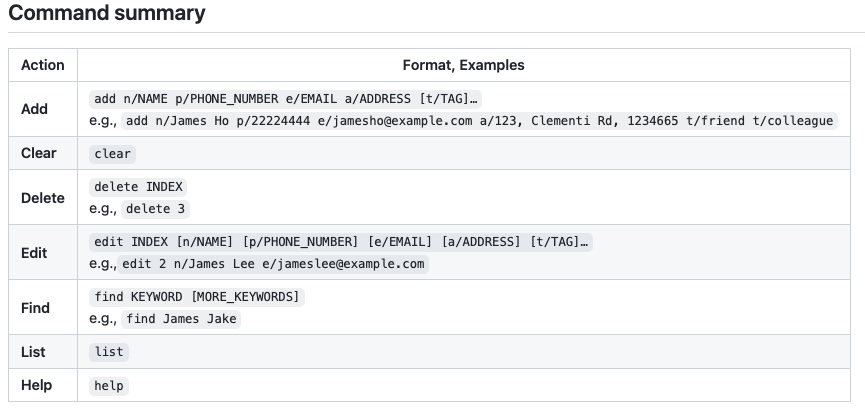 Command summary
Action Format, Examples
Add add n/NAME p/PHONE_NUMBER e/EMAIL a/ADDRESS [t/TAG]…
e.g., add n/James Ho p/22224444 e/jamesho@example.com a/123, Clementi Rd, 1234665 t/friend t/colleague
Clear clear
Delete delete INDEX
e.g., delete 3
Edit edit INDEX [n/NAME] [p/PHONE_NUMBER] [e/EMAIL] [a/ADDRESS] [t/TAG]…
e.g., edit 2 n/James Lee e/jameslee@example.com
Find find KEYWORD [MORE_KEYWORDS]
e.g., find James Jake
List list
Help help